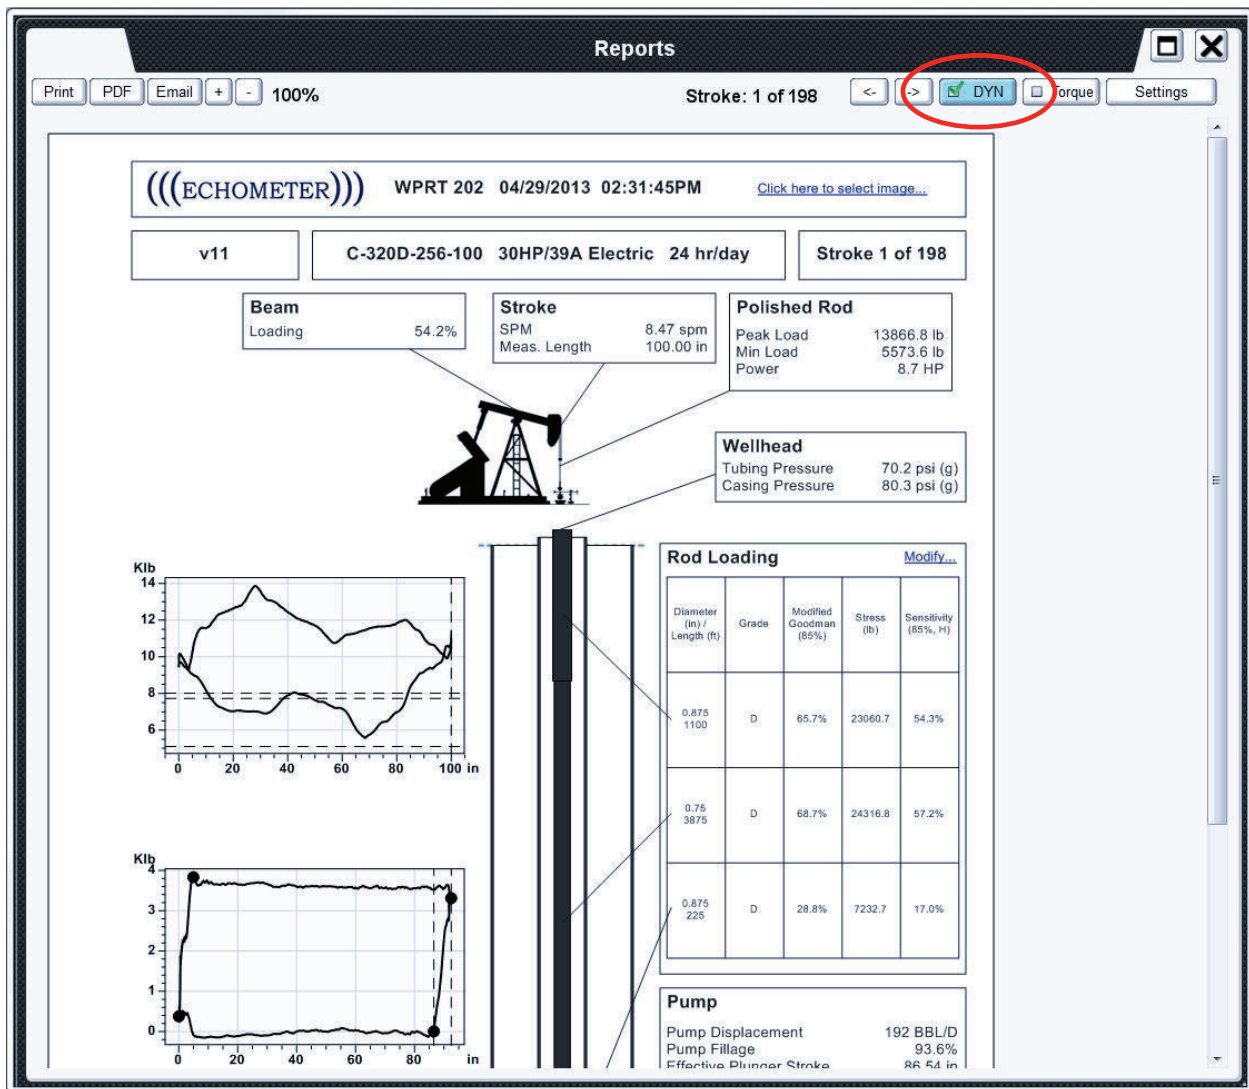 Reports
Print PDF Email + - 100% Stroke: 1 of 198 <- -> DYN Torque Settings
(((ECHOMETER))) WPRT 202 04/29/2013 02:31:45PM Click here to select image...
v11 C-320D-256-100 30HP/39A Electric 24 hr/day Stroke 1 of 198
Beam
Loading 54.2%
Stroke
SPM 8.47 spm
Meas. Length 100.00 in
Polished Rod
Peak Load 13866.8 lb
Min Load 5573.6 lb
Power 8.7 HP
Wellhead
Tubing Pressure 70.2 psi (g)
Casing Pressure 80.3 psi (g)
Klb
14
12
10
8
6
0 20 40 60 80 100 in
Rod Loading Modify...
Diameter (in) / Length (ft) Grade Modified Goodman (85%) Stress (lb) Sensitivity (85%, H)
0.875 1100 D 65.7% 23060.7 54.3%
0.75 3875 D 68.7% 24316.8 57.2%
0.875 225 D 28.8% 7232.7 17.0%
Klb
4
3
2
1
0
0 20 40 60 80 in
Pump
Pump Displacement 192 BBL/D
Pump Fillage 93.6%
Effective Plunger Stroke 86.54 in